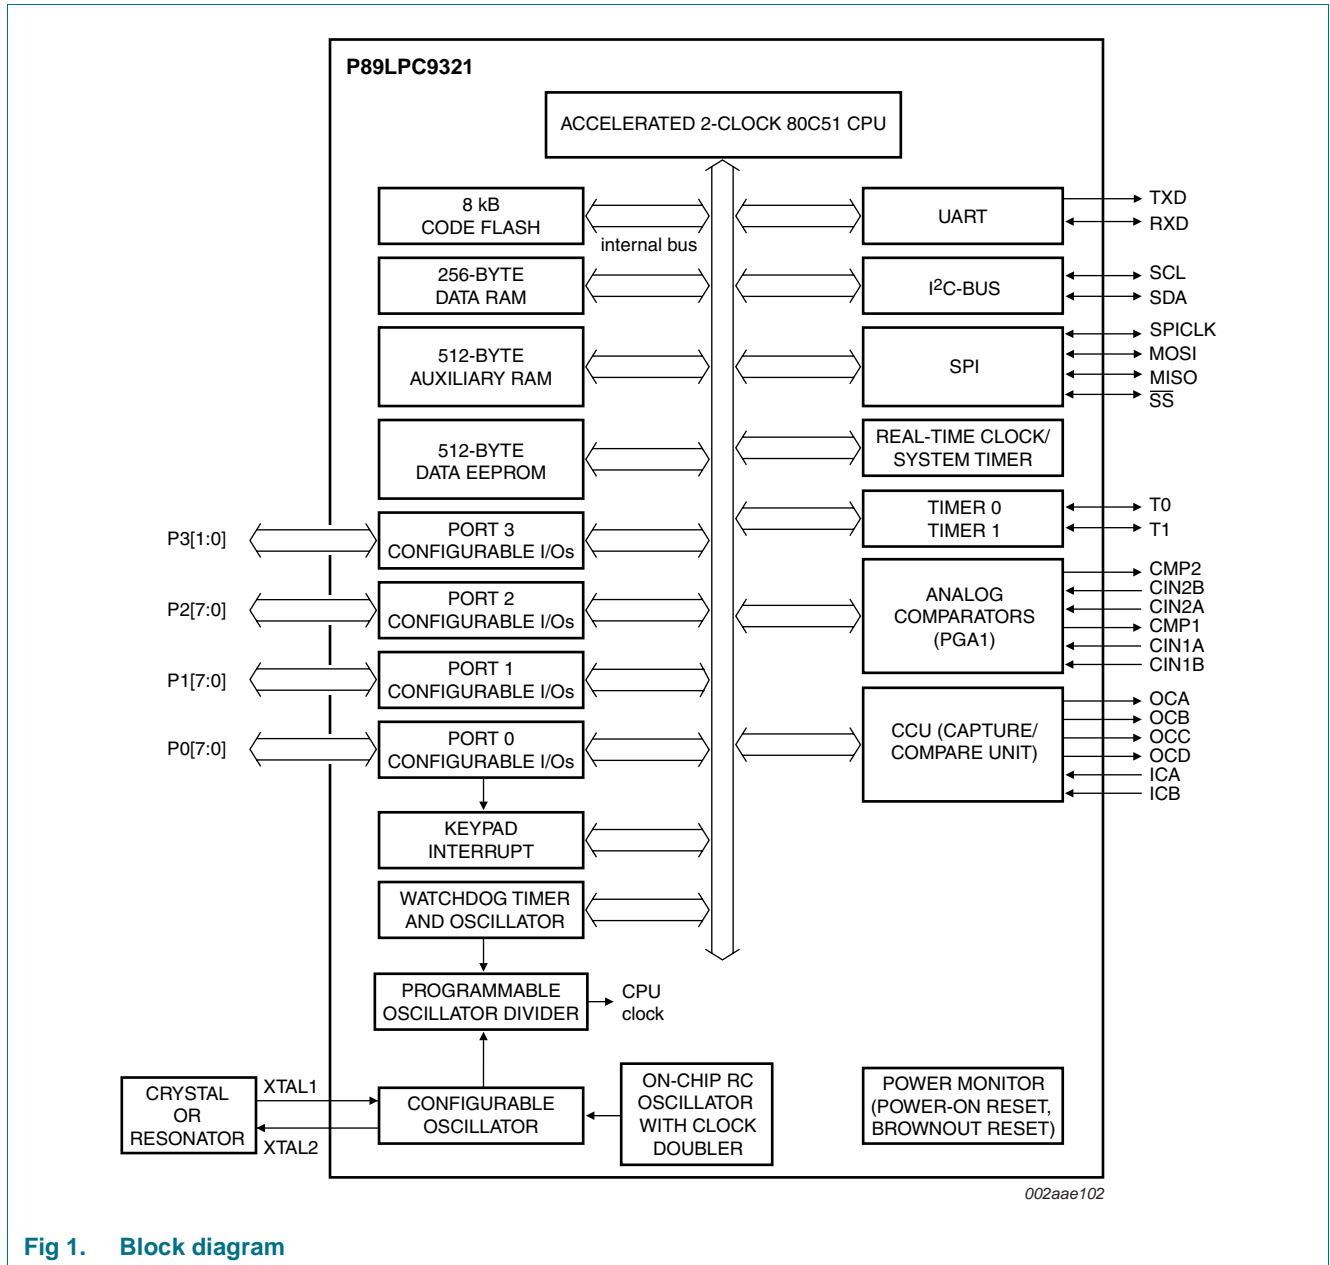 P89LPC9321
ACCELERATED 2-CLOCK 80C51 CPU
8 kB
CODE FLASH
internal bus
256-BYTE
DATA RAM
512-BYTE
AUXILIARY RAM
512-BYTE
DATA EEPROM
P3[1:0]
PORT 3
CONFIGURABLE I/Os
P2[7:0]
PORT 2
CONFIGURABLE I/Os
P1[7:0]
PORT 1
CONFIGURABLE I/Os
P0[7:0]
PORT 0
CONFIGURABLE I/Os
KEYPAD
INTERRUPT
WATCHDOG TIMER
AND OSCILLATOR
PROGRAMMABLE
OSCILLATOR DIVIDER
CPU
clock
CRYSTAL
OR
RESONATOR
XTAL1
XTAL2
CONFIGURABLE
OSCILLATOR
ON-CHIP RC
OSCILLATOR
WITH CLOCK
DOUBLER
UART
TXD
RXD
I2C-BUS
SCL
SDA
SPI
SPICLK
MOSI
MISO
SS
REAL-TIME CLOCK/
SYSTEM TIMER
TIMER 0
TIMER 1
T0
T1
ANALOG
COMPARATORS
(PGA1)
CMP2
CIN2B
CIN2A
CMP1
CIN1A
CIN1B
CCU (CAPTURE/
COMPARE UNIT)
OCA
OCB
OCC
OCD
ICA
ICB
POWER MONITOR
(POWER-ON RESET,
BROWNOUT RESET)
002aae102
Fig 1. Block diagram